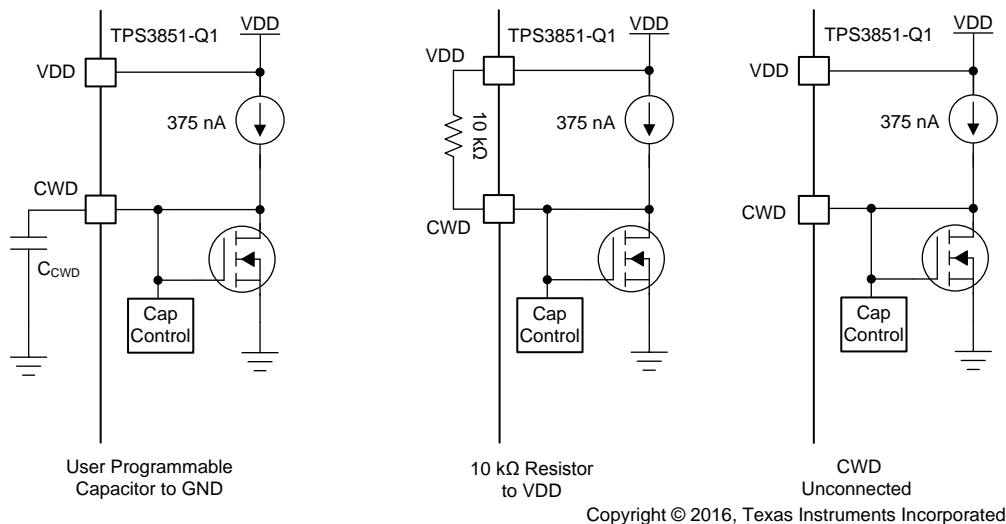 TPS3851-Q1
VDD
VDD
375 nA
CWD
CCWD
Cap
Control
User Programmable
Capacitor to GND
TPS3851-Q1
VDD
VDD
375 nA
10 kΩ
CWD
Cap
Control
10 kΩ Resistor
to VDD
TPS3851-Q1
VDD
VDD
375 nA
CWD
Cap
Control
CWD
Unconnected
Copyright © 2016, Texas Instruments Incorporated